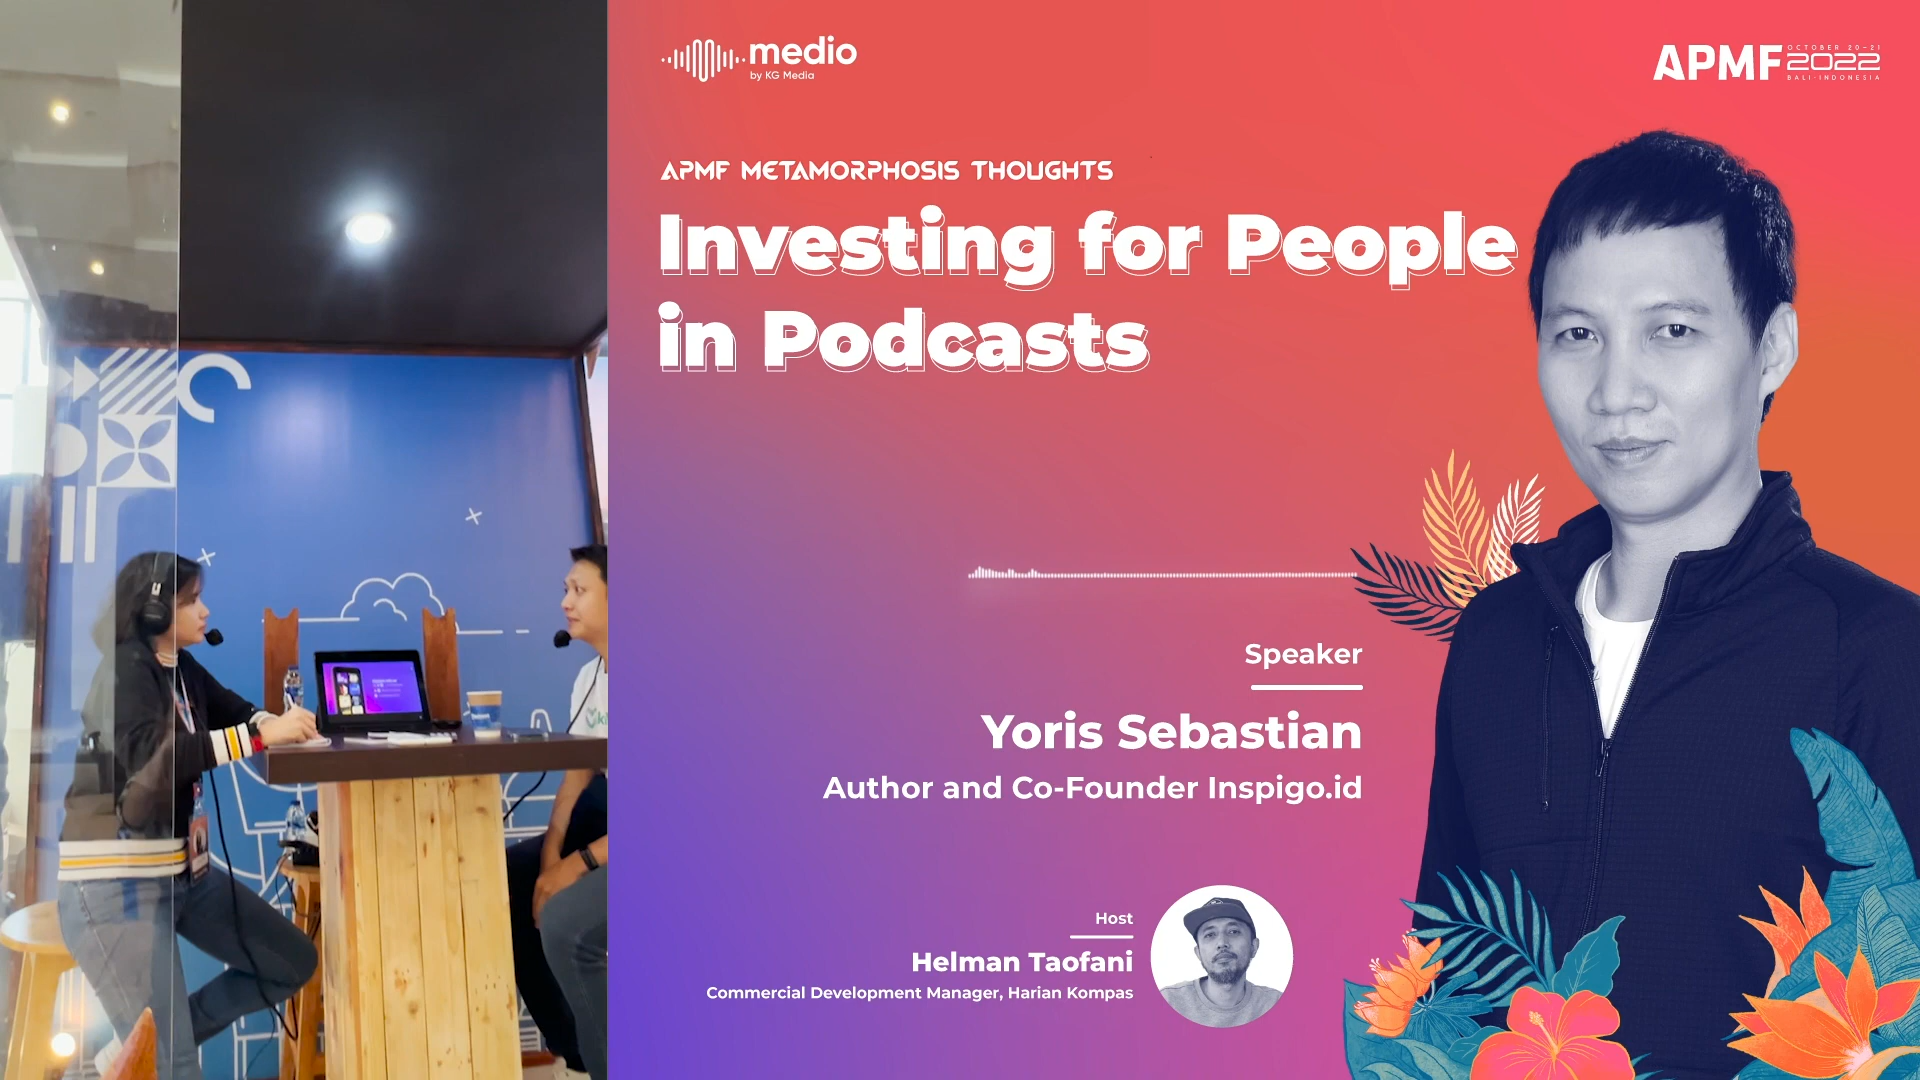 medio
by KG Media
APMF
OCTOBER 20-21
2022
BALI-INDONESIA
APMF METAMORPHOSIS THOUGHTS
Investing for People
in Podcasts
Speaker
Yoris Sebastian
Author and Co-Founder Inspigo.id
Host
Helman Taofani
Commercial Development Manager, Harian Kompas